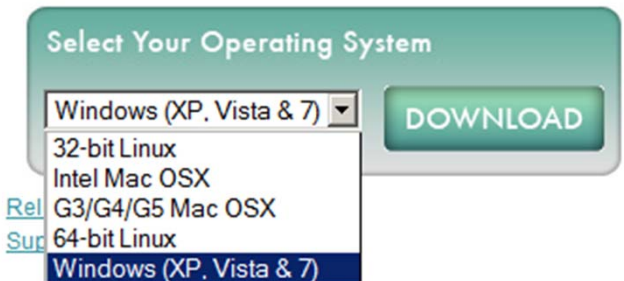 Select Your Operating System
Windows (XP, Vista & 7)
DOWNLOAD
32-bit Linux
Intel Mac OSX
G3/G4/G5 Mac OSX
64-bit Linux
Windows (XP, Vista & 7)